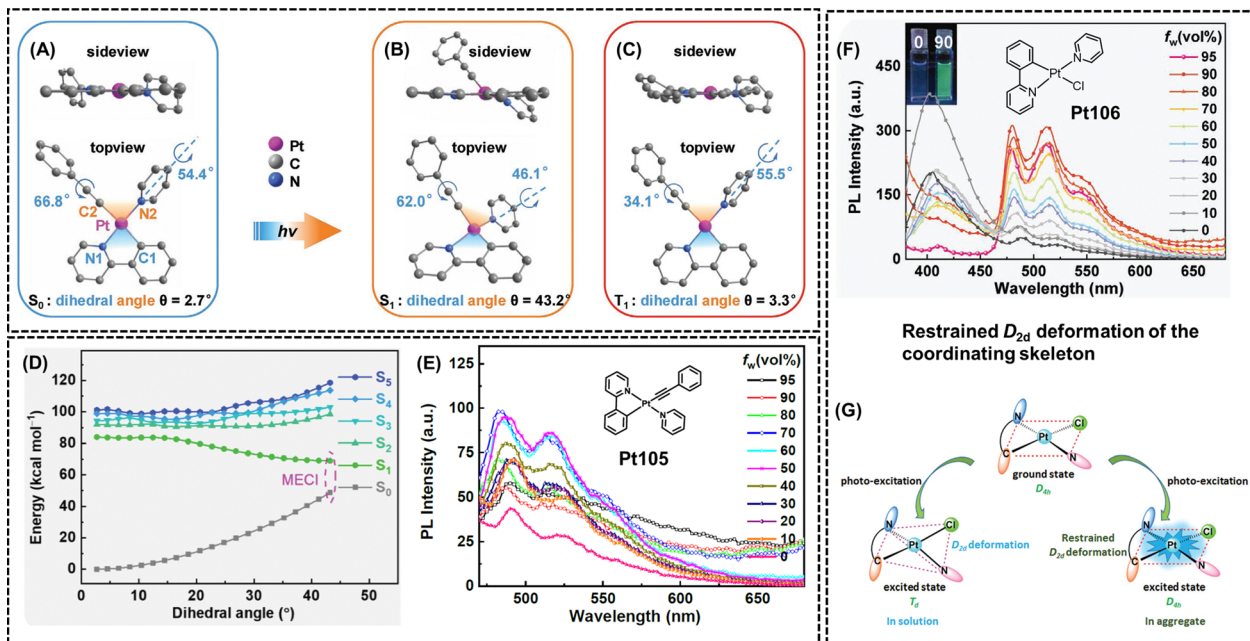 (A)
sideview
topview
66.8°
54.4°
C2
N2
Pt
N1
C1
S₀ : dihedral angle θ = 2.7°
Pt
C
N
hv
(B)
sideview
topview
46.1°
62.0°
S₁ : dihedral angle θ = 43.2°
(C)
sideview
topview
55.5°
34.1°
T₁ : dihedral angle θ = 3.3°
(D)
Energy (kcal mol⁻¹)
120
100
80
60
40
20
0
S₅
S₄
S₃
S₂
S₁
MECI
S₀
0 10 20 30 40 50
Dihedral angle (°)
(E)
PL Intensity (a.u.)
125
100
75
50
25
0
N
Pt
N
Pt105
f_w(vol%)
95
90
80
70
60
50
40
30
20
10
0
500 550 600 650
Wavelength (nm)
(F)
PL Intensity (a.u.)
450
300
150
0
0 90
N
Pt
Cl
N
Pt106
f_w(vol%)
95
90
80
70
60
50
40
30
20
10
0
400 450 500 550 600 650
Wavelength (nm)
Restrained D₂d deformation of the
coordinating skeleton
(G)
N
Cl
Pt
C
N
ground state
D₄h
photo-excitation
photo-excitation
N
Cl
Pt
C
N
D₂d deformation
excited state
T_d
In solution
Restrained
D₂d deformation
N
Cl
Pt
C
N
excited state
D₄h
In aggregate